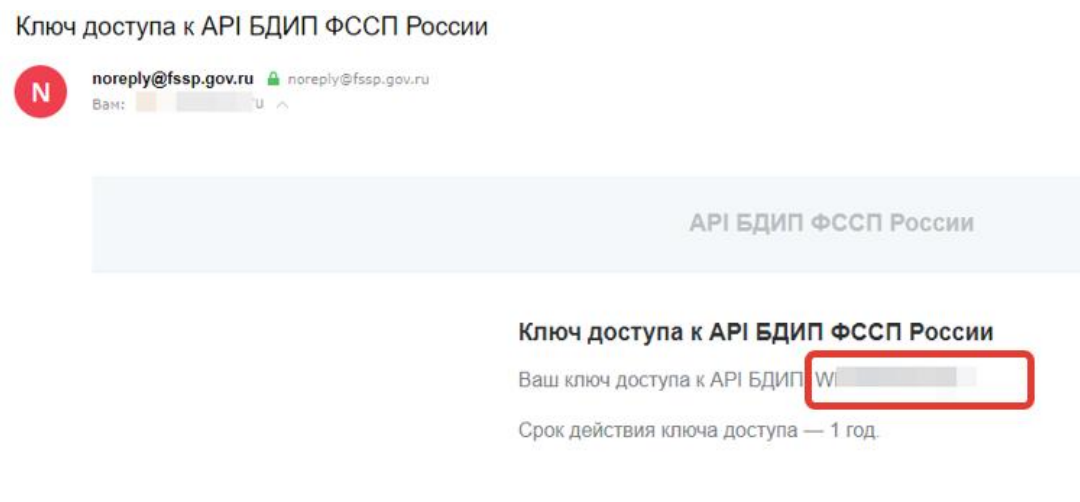 Ключ доступа к API БДИП ФССП России
N
noreply@fssp.gov.ru noreply@fssp.gov.ru
Вам:
API БДИП ФССП России
Ключ доступа к API БДИП ФССП России
Ваш ключ доступа к API БДИП W
Срок действия ключа доступа — 1 год.